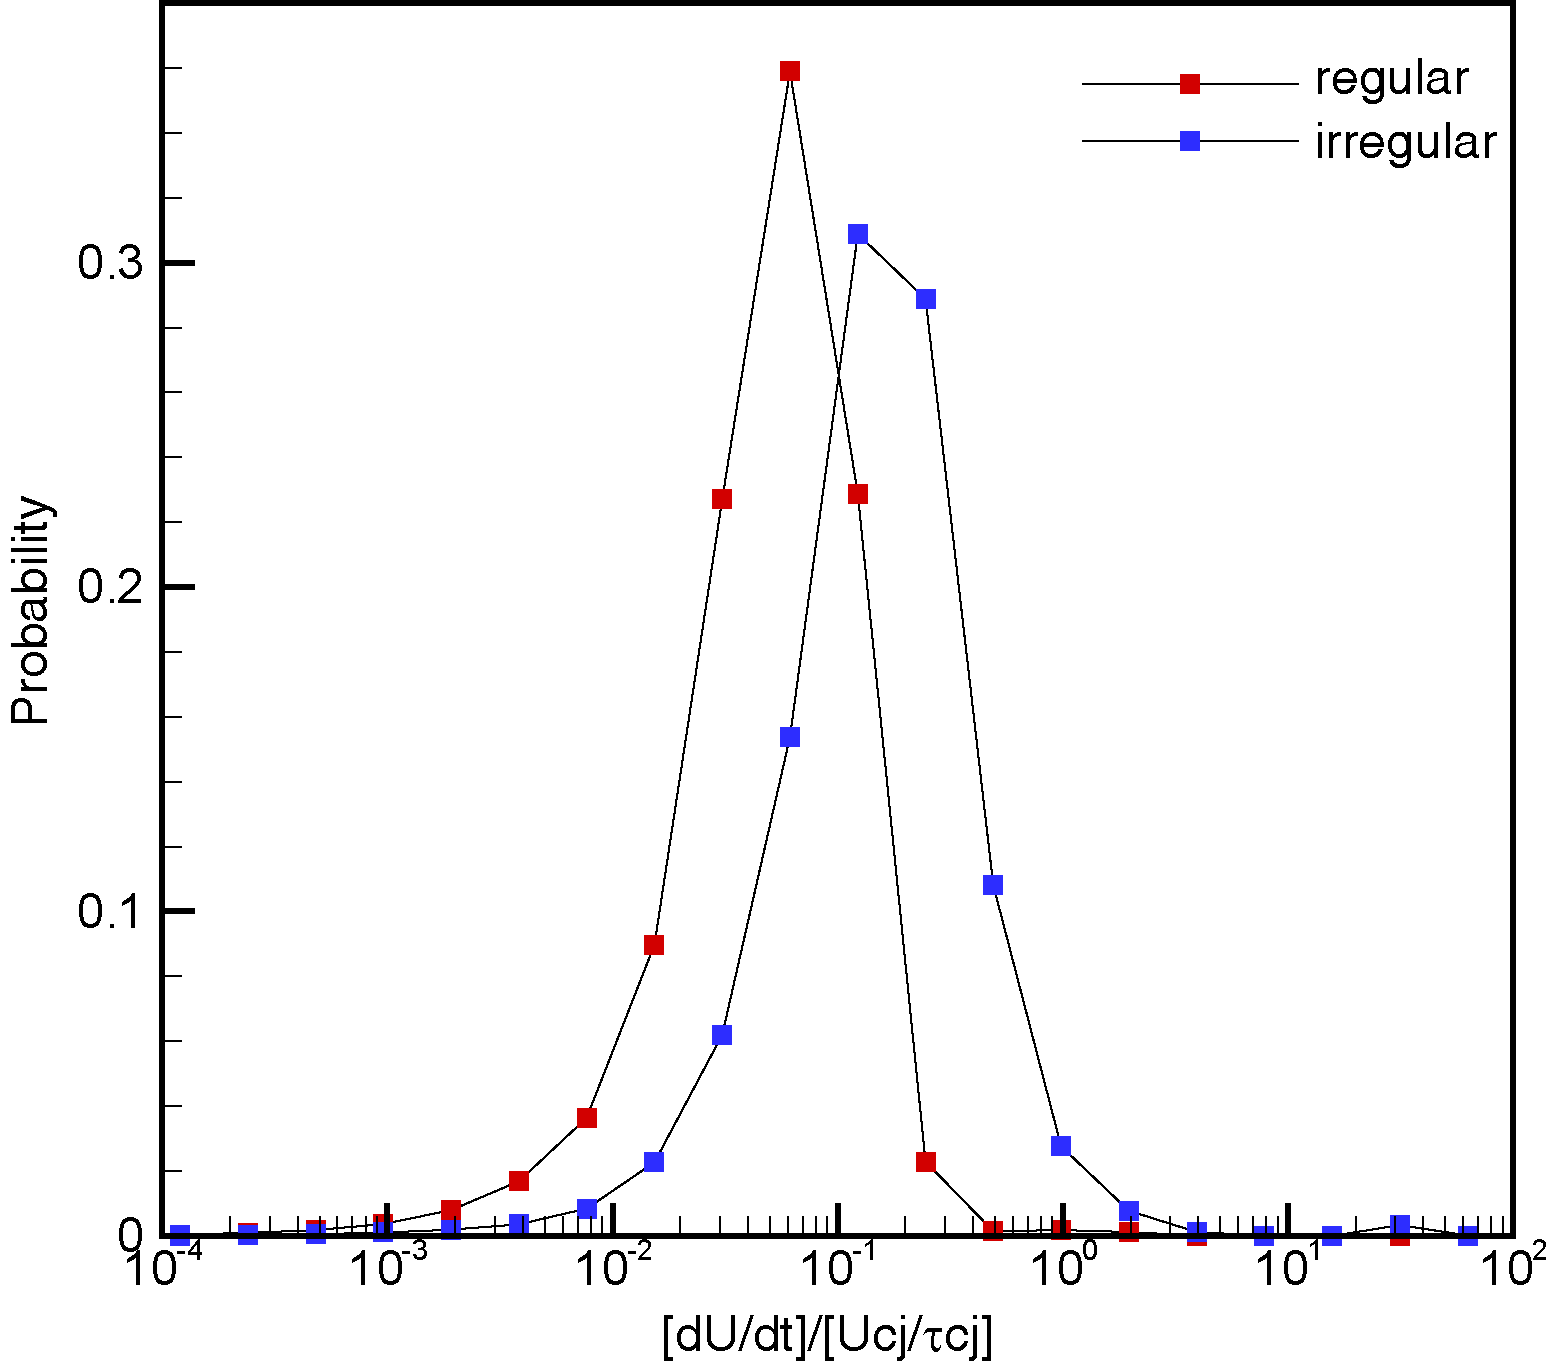 regular
irregular
0.3
0.2
0.1
0
Probability
10⁻⁴ 10⁻³ 10⁻² 10⁻¹ 10⁰ 10¹ 10²
[dU/dt]/[Ucj/τcj]